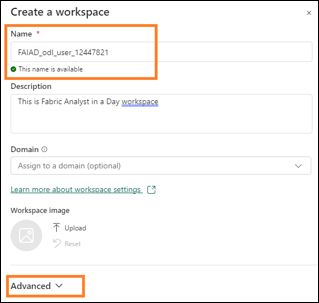 Create a workspace
Name *
FAIAD_odl_user_12447821
This name is available
Description
This is Fabric Analyst in a Day workspace
Domain
Assign to a domain (optional)
Learn more about workspace settings
Workspace image
Upload
Reset
Advanced